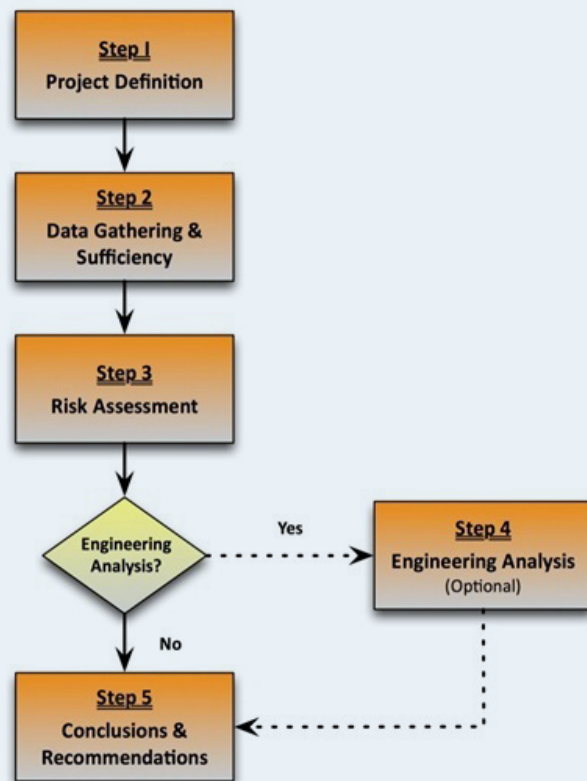 Step I
Project Definition
Step 2
Data Gathering &
Sufficiency
Step 3
Risk Assessment
Engineering
Analysis?
Yes
Step 4
Engineering Analysis
(Optional)
No
Step 5
Conclusions &
Recommendations